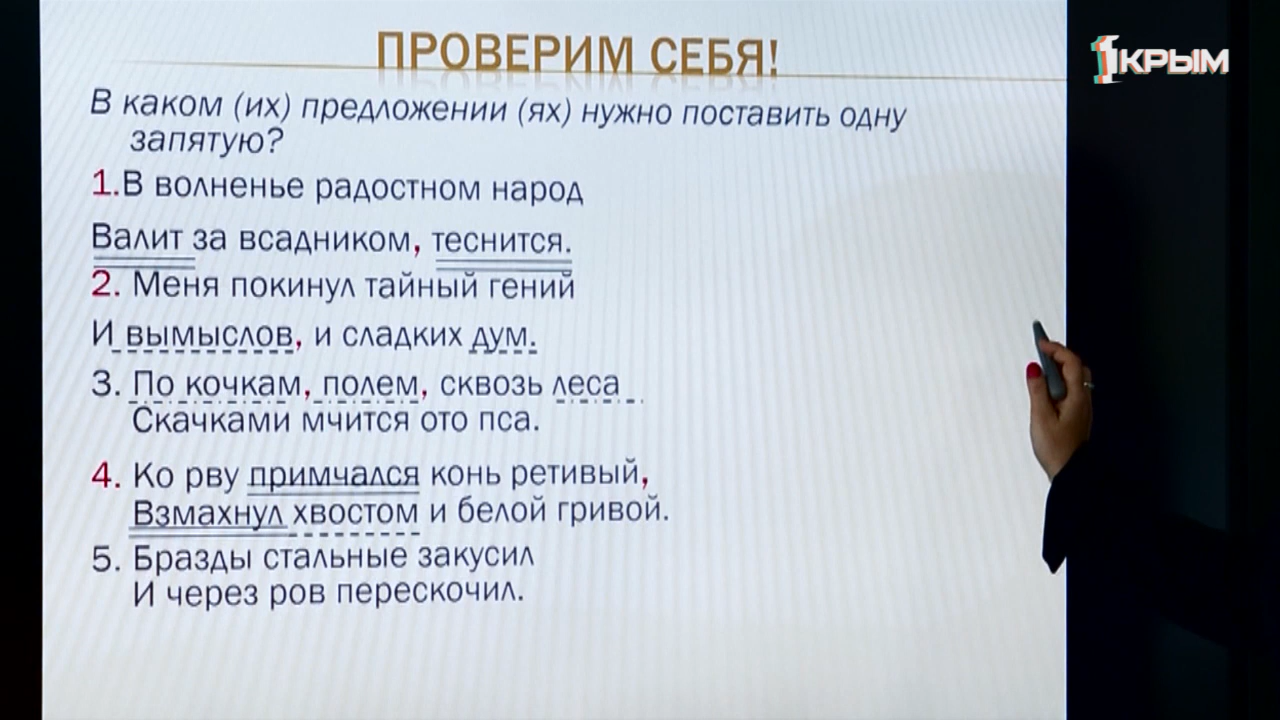 ПРОВЕРИМ СЕБЯ!
1КРЫМ
В каком (их) предложении (ях) нужно поставить одну
запятую?
1.В волненье радостном народ
Валит за всадником, теснится.
2. Меня покинул тайный гений
И вымыслов, и сладких дум.
3. По кочкам, полем, сквозь леса
Скачками мчится ото пса.
4. Ко рву примчался конь ретивый,
Взмахнул хвостом и белой гривой.
5. Бразды стальные закусил
И через ров перескочил.